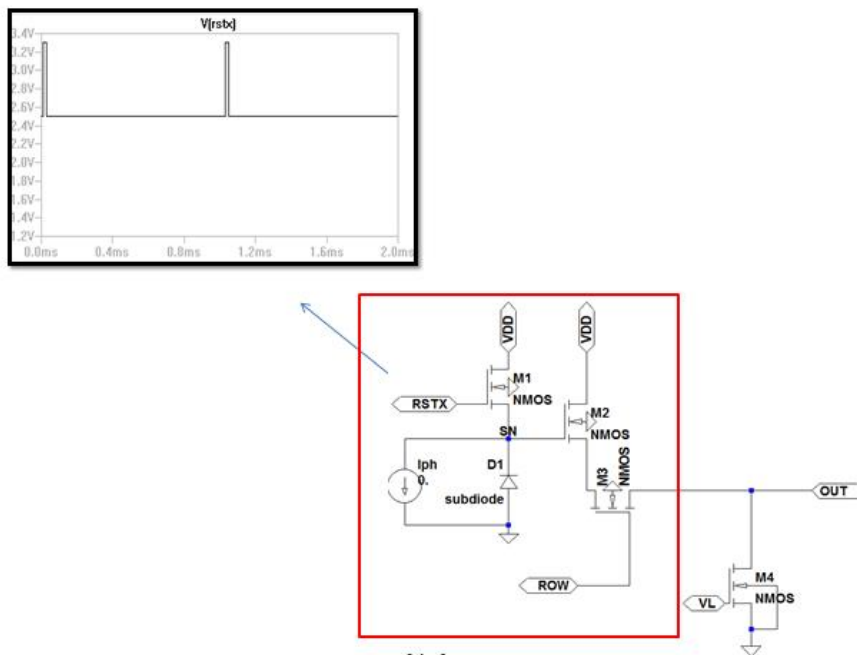 V[rstx]
3.4V
3.2V
3.0V
2.8V
2.6V
2.4V
2.2V
2.0V
1.8V
1.6V
1.4V
1.2V
0.0ms 0.4ms 0.8ms 1.2ms 1.6ms 2.0ms
VDD
VDD
M1
RSTX
NMOS
M2
SN
NMOS
Iph
0.
D1
subdiode
M3
NMOS
OUT
ROW
VL
M4
NMOS